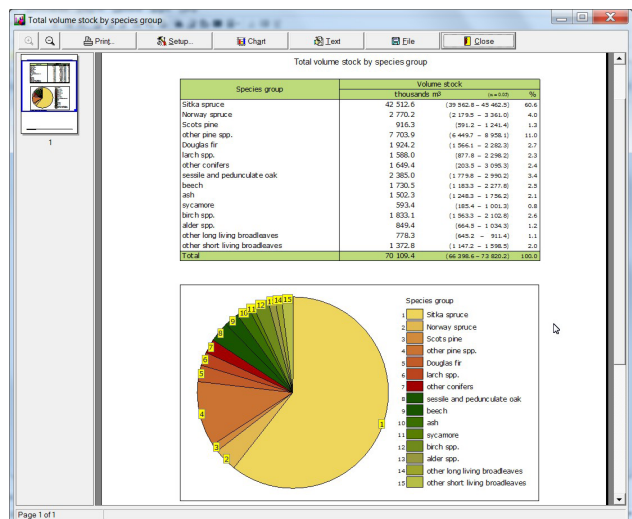 Total volume stock by species group
Print.. Setup... Chart Text File Close
1
Total volume stock by species group
Species group Volume stock
thousands m³ (α = 0.05) %
Sitka spruce 42 512.6 (39 562.8 – 45 462.5) 60.6
Norway spruce 2 770.2 (2 179.5 – 3 361.0) 4.0
Scots pine 916.3 (591.2 – 1 241.4) 1.3
other pine spp. 7 703.9 (6 449.7 – 8 958.1) 11.0
Douglas fir 1 924.2 (1 566.1 – 2 282.3) 2.7
larch spp. 1 588.0 (877.8 – 2 298.2) 2.3
other conifers 1 649.4 (203.5 – 3 095.3) 2.4
sessile and pedunculate oak 2 385.0 (1 779.8 – 2 990.2) 3.4
beech 1 730.5 (1 183.3 – 2 277.8) 2.5
ash 1 502.3 (1 248.3 – 1 756.2) 2.1
sycamore 593.4 (185.4 – 1 001.3) 0.8
birch spp. 1 833.1 (1 563.3 – 2 102.8) 2.6
alder spp. 849.4 (664.5 – 1 034.3) 1.2
other long living broadleaves 778.3 (645.2 – 911.4) 1.1
other short living broadleaves 1 372.8 (1 147.2 – 1 598.5) 2.0
Total 70 109.4 (66 398.6 – 73 820.2) 100.0
Species group
1 Sitka spruce
2 Norway spruce
3 Scots pine
4 other pine spp.
5 Douglas fir
6 larch spp.
7 other conifers
8 sessile and pedunculate oak
9 beech
10 ash
11 sycamore
12 birch spp.
13 alder spp.
14 other long living broadleaves
15 other short living broadleaves
1
2
3
4
5
6
7
8
9
10
11
12
1
14
15
Page 1 of 1